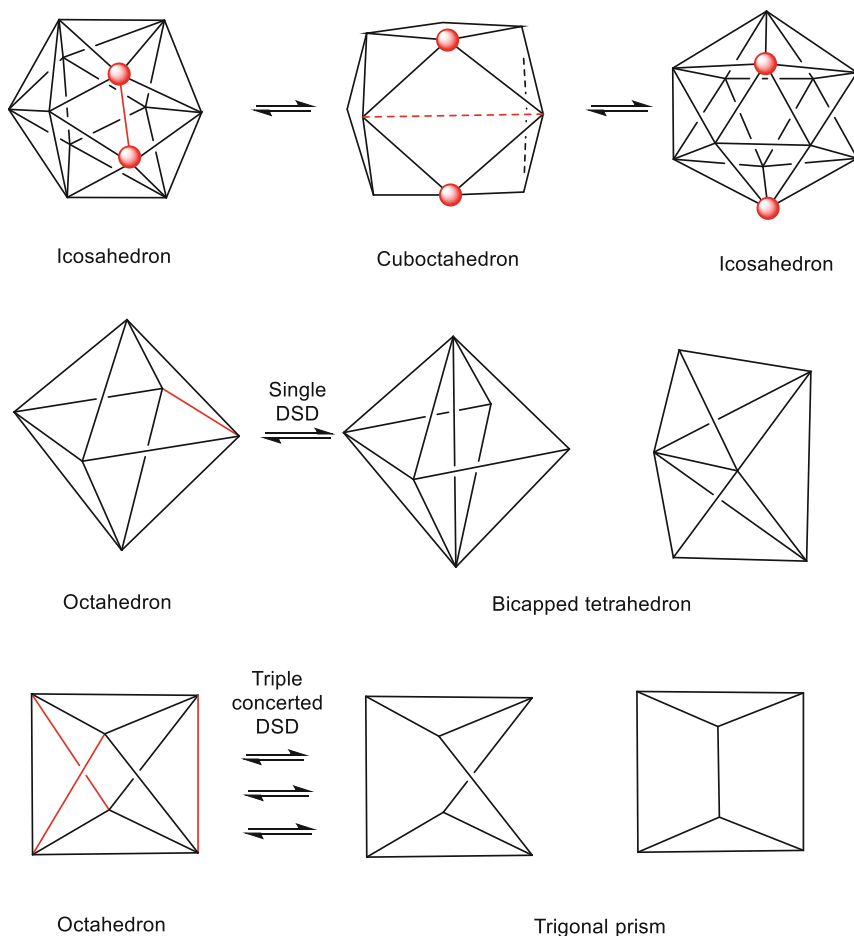 Icosahedron
Cuboctahedron
Icosahedron
Single
DSD
Octahedron
Bicapped tetrahedron
Triple
concerted
DSD
Octahedron
Trigonal prism